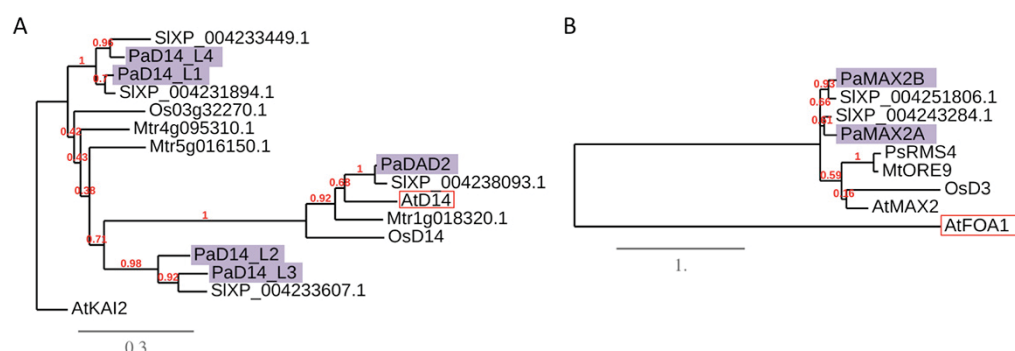 A
0.96
SlXP_004233449.1
PaD14_L4
1
PaD14_L1
SlXP_004231894.1
Os03g32270.1
0.42
Mtr4g095310.1
0.43
Mtr5g016150.1
0.38
PaDAD2
1
SlXP_004238093.1
0.68
AtD14
0.92
Mtr1g018320.1
1
OsD14
0.71
PaD14_L2
0.98
PaD14_L3
0.92
SlXP_004233607.1
AtKAI2
0.3
B
PaMAX2B
0.93
SlXP_004251806.1
0.66
SlXP_004243284.1
PaMAX2A
PsRMS4
1
MtORE9
0.59
OsD3
AtMAX2
AtFOA1
1.